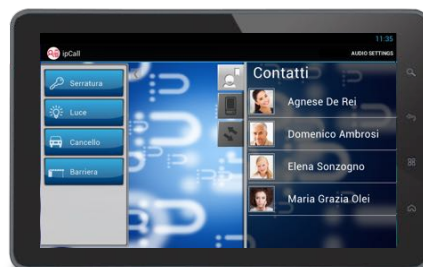 11:35
ipCall
AUDIO SETTINGS
Serratura
Luce
Cancello
Barriera
Contatti
Agnese De Rei
Domenico Ambrosi
Elena Sonzogno
Maria Grazia Olei